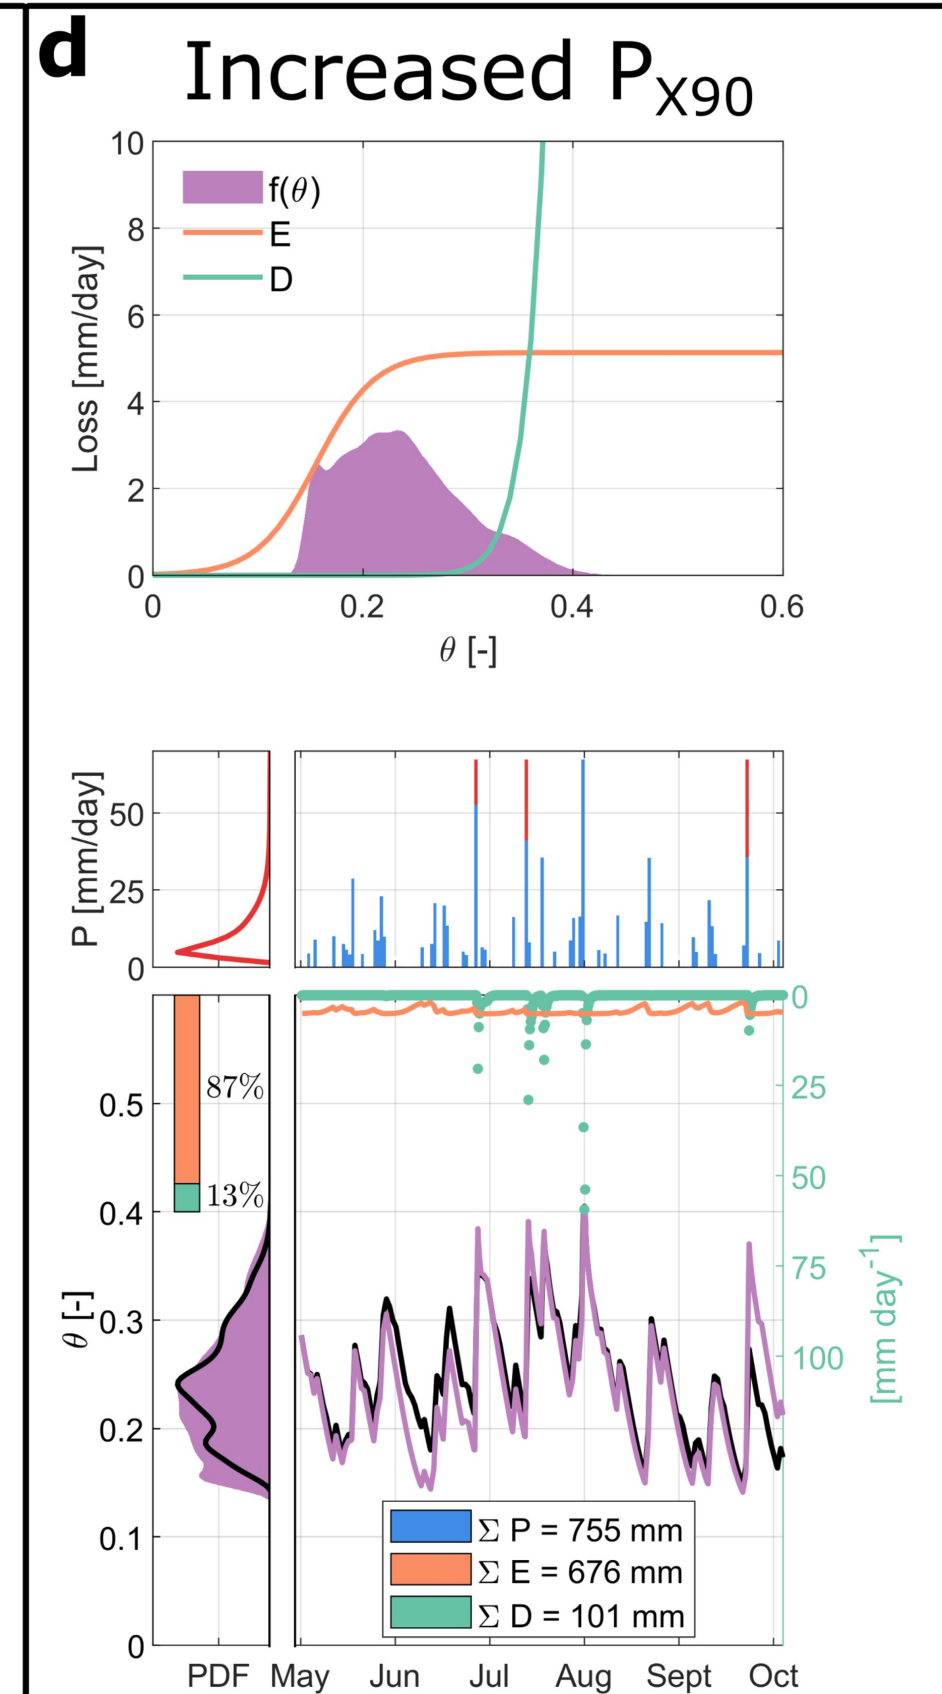 d
Increased P_X90
10
8
6
4
2
0
Loss [mm/day]
f(θ)
E
D
0 0.2 0.4 0.6
θ [-]
P [mm/day]
50
25
0
87%
13%
0.5
0.4
0.3
0.2
0.1
0
θ [-]
0
25
50
75
100
[mm day⁻¹]
Σ P = 755 mm
Σ E = 676 mm
Σ D = 101 mm
PDF May Jun Jul Aug Sept Oct